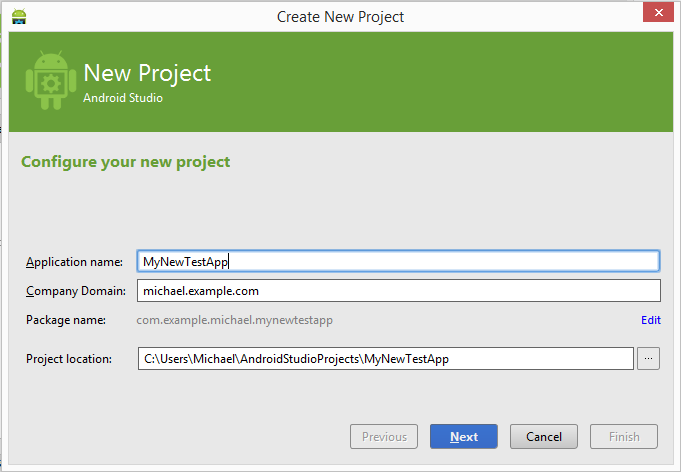 Create New Project
New Project
Android Studio
Configure your new project
Application name: MyNewTestApp
Company Domain: michael.example.com
Package name: com.example.michael.mynewtestapp Edit
Project location: C:\Users\Michael\AndroidStudioProjects\MyNewTestApp ...
Previous Next Cancel Finish